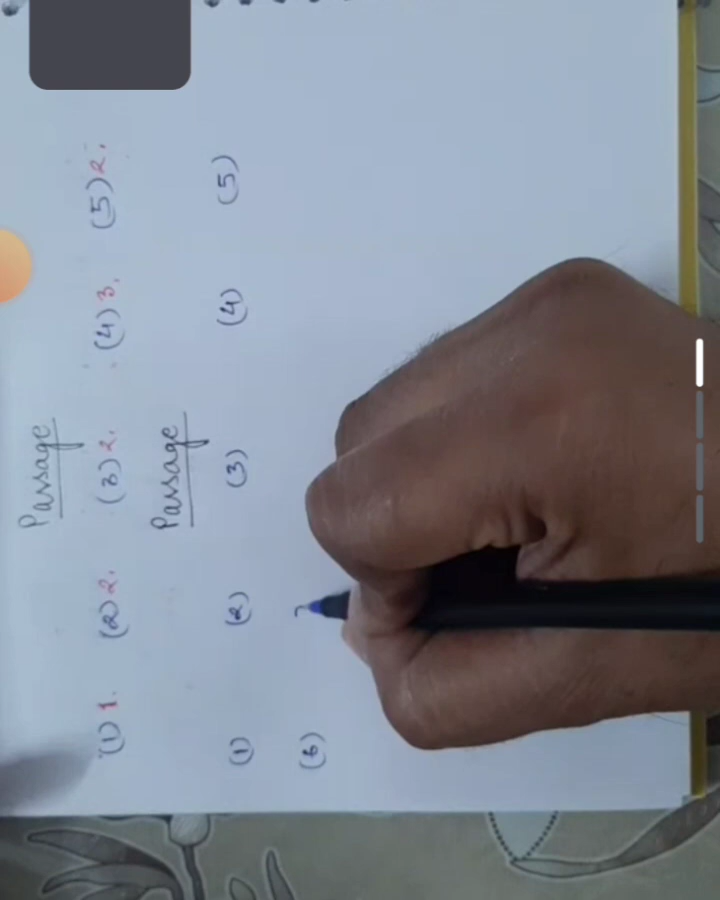 Passage
(1) 1. (2) 2. (3) 2. (4) 3. (5) 2.
Passage
(1) (2) (3) (4) (5)
(6)